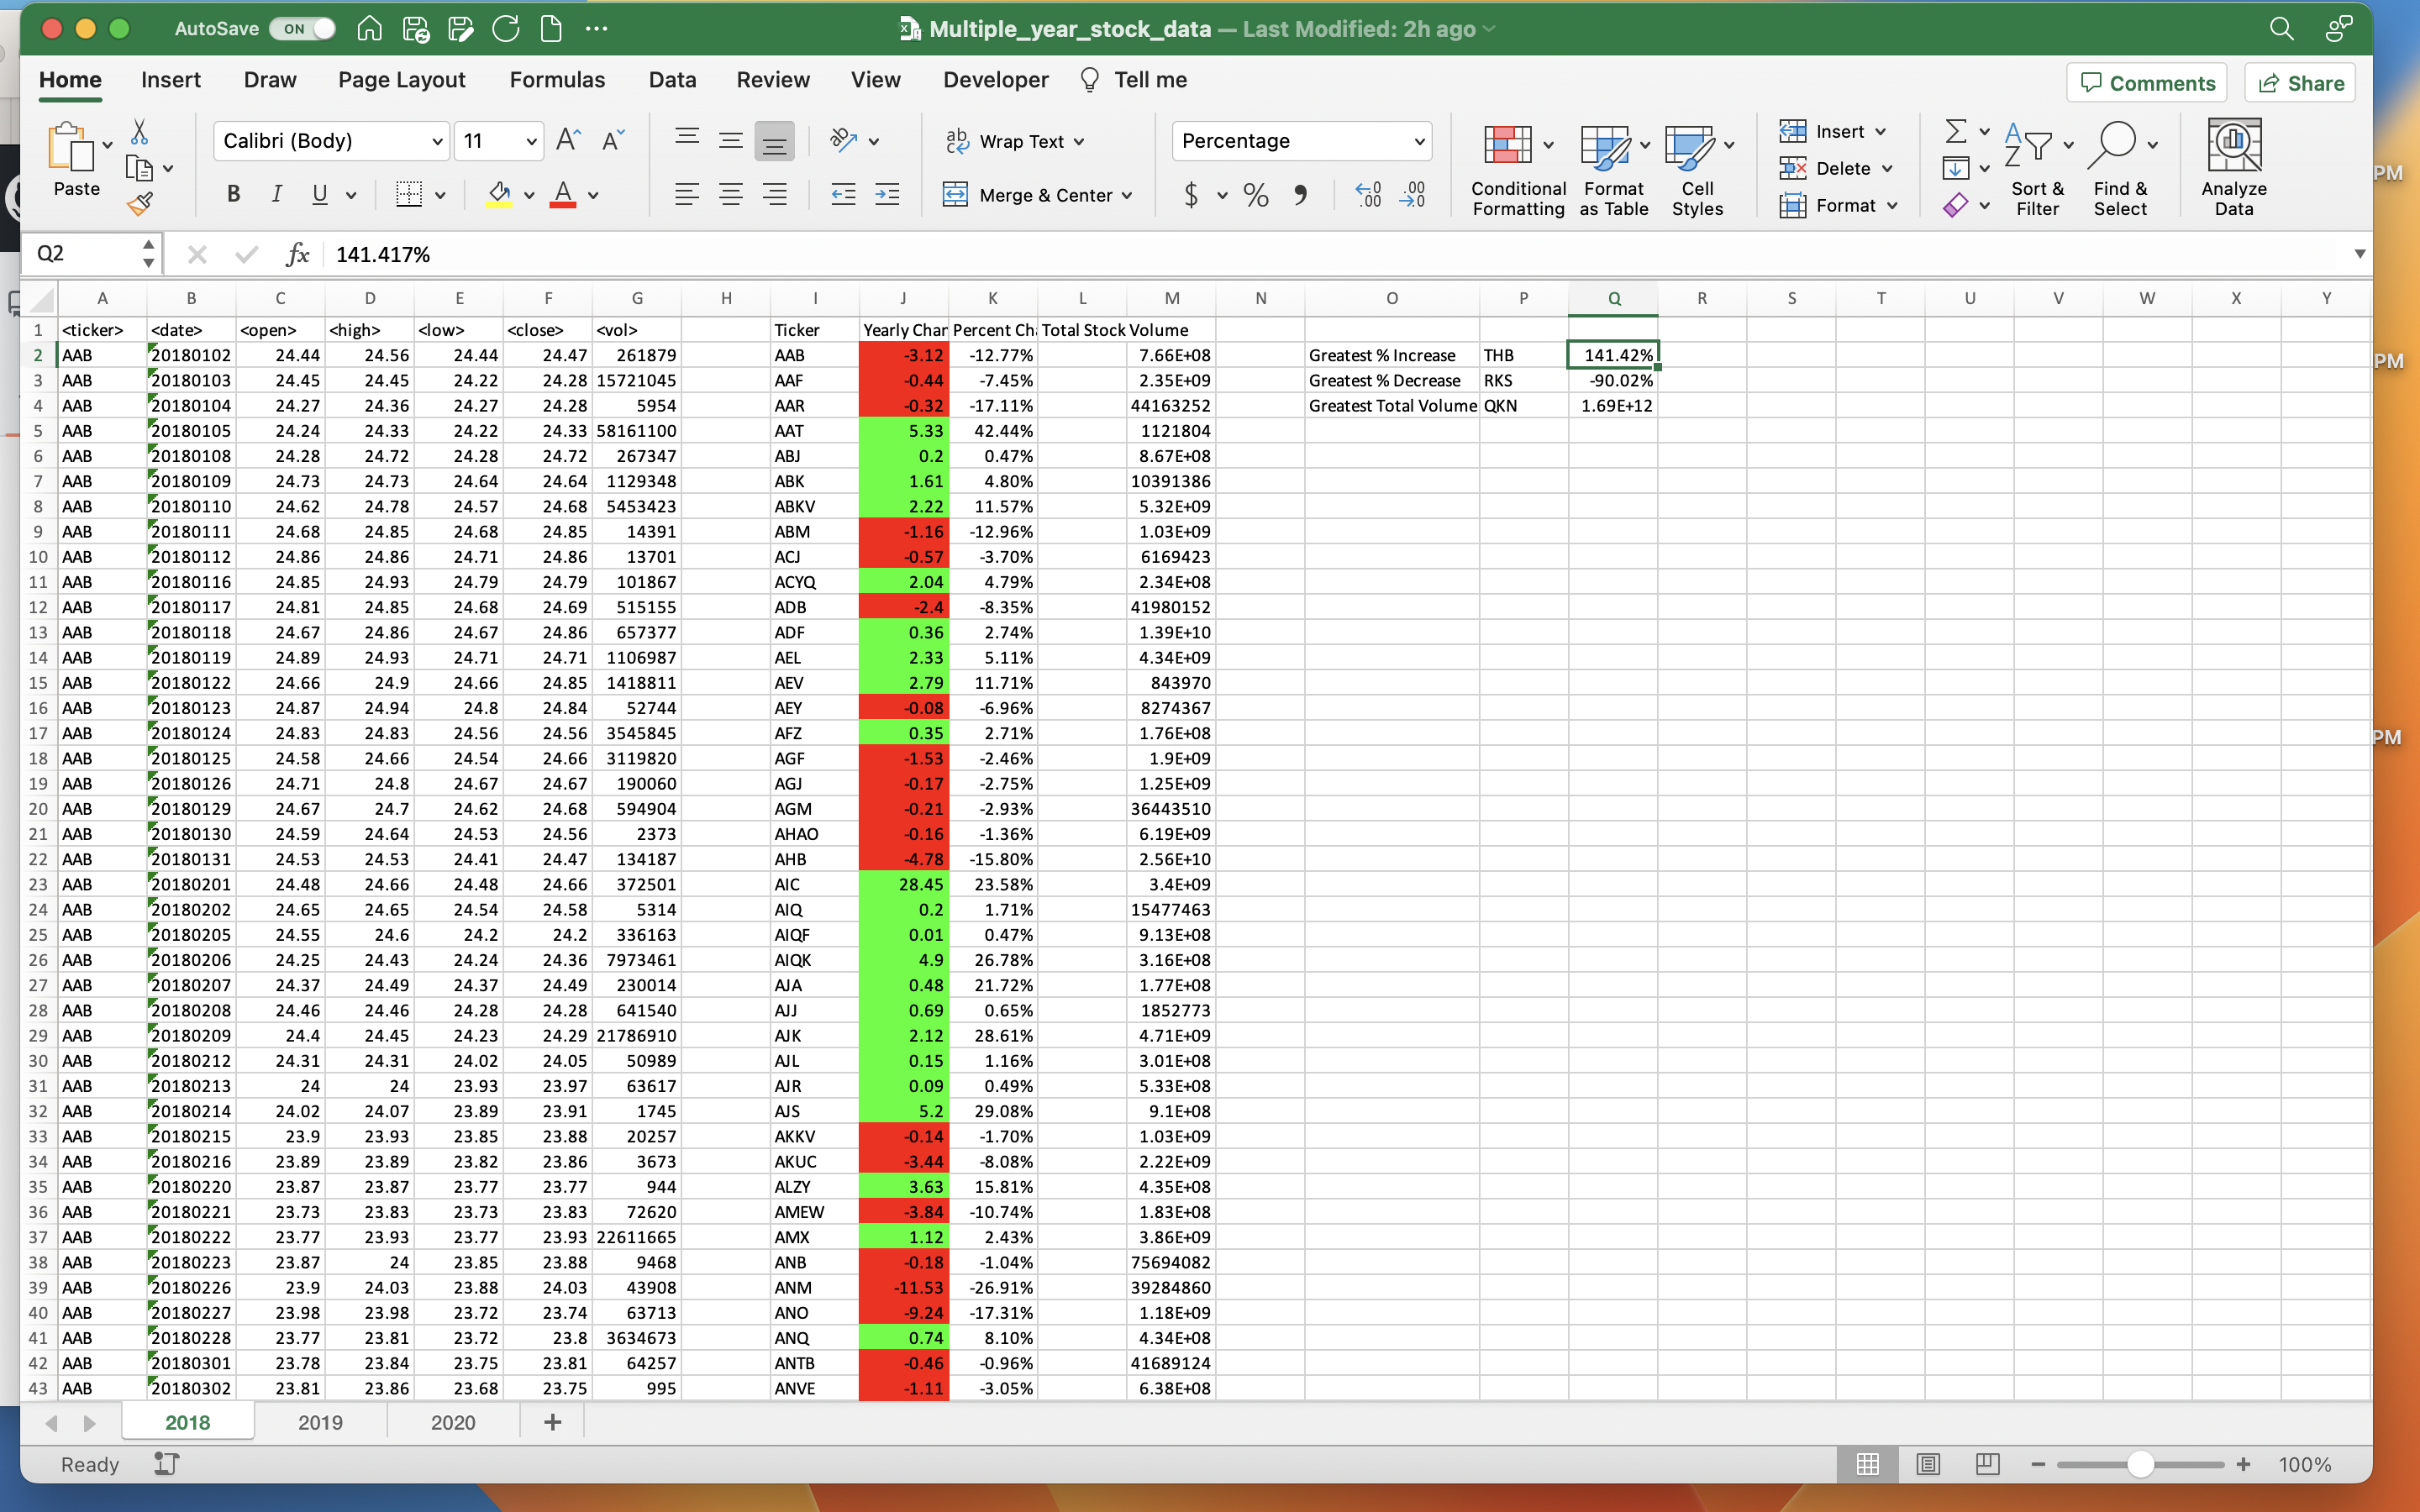 AutoSave ON Multiple_year_stock_data — Last Modified: 2h ago
Home Insert Draw Page Layout Formulas Data Review View Developer Tell me Comments Share
Paste Calibri (Body) 11 Wrap Text Merge & Center Percentage Conditional Formatting Format as Table Cell Styles Insert Delete Format Sort & Filter Find & Select Analyze Data
Q2 fx 141.417%
A B C D E F G H I J K L M N O P Q R S T U V W X Y
1 <ticker> <date> <open> <high> <low> <close> <vol> Ticker Yearly Char Percent Ch Total Stock Volume
2 AAB 20180102 24.44 24.56 24.44 24.47 261879 AAB -3.12 -12.77% 7.66E+08 Greatest % Increase THB 141.42%
3 AAB 20180103 24.45 24.45 24.22 24.28 15721045 AAF -0.44 -7.45% 2.35E+09 Greatest % Decrease RKS -90.02%
4 AAB 20180104 24.27 24.36 24.27 24.28 5954 AAR -0.32 -17.11% 44163252 Greatest Total Volume QKN 1.69E+12
5 AAB 20180105 24.24 24.33 24.22 24.33 58161100 AAT 5.33 42.44% 1121804
6 AAB 20180108 24.28 24.72 24.28 24.72 267347 ABJ 0.2 0.47% 8.67E+08
7 AAB 20180109 24.73 24.73 24.64 24.64 1129348 ABK 1.61 4.80% 10391386
8 AAB 20180110 24.62 24.78 24.57 24.68 5453423 ABKV 2.22 11.57% 5.32E+09
9 AAB 20180111 24.68 24.85 24.68 24.85 14391 ABM -1.16 -12.96% 1.03E+09
10 AAB 20180112 24.86 24.86 24.71 24.86 13701 ACJ -0.57 -3.70% 6169423
11 AAB 20180116 24.85 24.93 24.79 24.79 101867 ACYQ 2.04 4.79% 2.34E+08
12 AAB 20180117 24.81 24.85 24.68 24.69 515155 ADB -2.4 -8.35% 41980152
13 AAB 20180118 24.67 24.86 24.67 24.86 657377 ADF 0.36 2.74% 1.39E+10
14 AAB 20180119 24.89 24.93 24.71 24.71 1106987 AEL 2.33 5.11% 4.34E+09
15 AAB 20180122 24.66 24.9 24.66 24.85 1418811 AEV 2.79 11.71% 843970
16 AAB 20180123 24.87 24.94 24.8 24.84 52744 AEY -0.08 -6.96% 8274367
17 AAB 20180124 24.83 24.83 24.56 24.56 3545845 AFZ 0.35 2.71% 1.76E+08
18 AAB 20180125 24.58 24.66 24.54 24.66 3119820 AGF -1.53 -2.46% 1.9E+09
19 AAB 20180126 24.71 24.8 24.67 24.67 190060 AGJ -0.17 -2.75% 1.25E+09
20 AAB 20180129 24.67 24.7 24.62 24.68 594904 AGM -0.21 -2.93% 36443510
21 AAB 20180130 24.59 24.64 24.53 24.56 2373 AHAO -0.16 -1.36% 6.19E+09
22 AAB 20180131 24.53 24.53 24.41 24.47 134187 AHB -4.78 -15.80% 2.56E+10
23 AAB 20180201 24.48 24.66 24.48 24.66 372501 AIC 28.45 23.58% 3.4E+09
24 AAB 20180202 24.65 24.65 24.54 24.58 5314 AIQ 0.2 1.71% 15477463
25 AAB 20180205 24.55 24.6 24.2 24.2 336163 AIQF 0.01 0.47% 9.13E+08
26 AAB 20180206 24.25 24.43 24.24 24.36 7973461 AIQK 4.9 26.78% 3.16E+08
27 AAB 20180207 24.37 24.49 24.37 24.49 230014 AJA 0.48 21.72% 1.77E+08
28 AAB 20180208 24.46 24.46 24.28 24.28 641540 AJJ 0.69 0.65% 1852773
29 AAB 20180209 24.4 24.45 24.23 24.29 21786910 AJK 2.12 28.61% 4.71E+09
30 AAB 20180212 24.31 24.31 24.02 24.05 50989 AJL 0.15 1.16% 3.01E+08
31 AAB 20180213 24 24 23.93 23.97 63617 AJR 0.09 0.49% 5.33E+08
32 AAB 20180214 24.02 24.07 23.89 23.91 1745 AJS 5.2 29.08% 9.1E+08
33 AAB 20180215 23.9 23.93 23.85 23.88 20257 AKKV -0.14 -1.70% 1.03E+09
34 AAB 20180216 23.89 23.89 23.82 23.86 3673 AKUC -3.44 -8.08% 2.22E+09
35 AAB 20180220 23.87 23.87 23.77 23.77 944 ALZY 3.63 15.81% 4.35E+08
36 AAB 20180221 23.73 23.83 23.73 23.83 72620 AMEW -3.84 -10.74% 1.83E+08
37 AAB 20180222 23.77 23.93 23.77 23.93 22611665 AMX 1.12 2.43% 3.86E+09
38 AAB 20180223 23.87 24 23.85 23.88 9468 ANB -0.18 -1.04% 75694082
39 AAB 20180226 23.9 24.03 23.88 24.03 43908 ANM -11.53 -26.91% 39284860
40 AAB 20180227 23.98 23.98 23.72 23.74 63713 ANO -9.24 -17.31% 1.18E+09
41 AAB 20180228 23.77 23.81 23.72 23.8 3634673 ANQ 0.74 8.10% 4.34E+08
42 AAB 20180301 23.78 23.84 23.75 23.81 64257 ANTB -0.46 -0.96% 41689124
43 AAB 20180302 23.81 23.86 23.68 23.75 995 ANVE -1.11 -3.05% 6.38E+08
2018 2019 2020
Ready 100%
PM
PM
PM